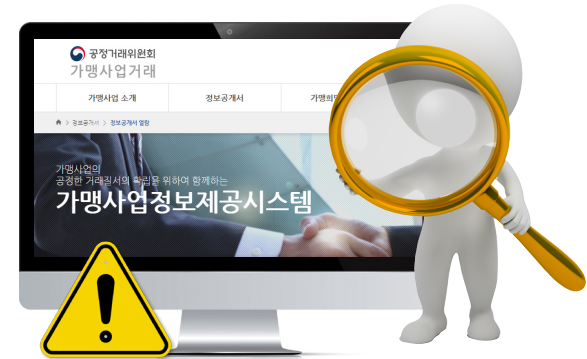 공정거래위원회
가맹사업거래
가맹사업 소개 정보공개서 가맹희
> 정보공개서 > 정보공개서 열람
가맹사업의
공정한 거래질서의 확립을 위하여 함께하는
가맹사업정보제공시스템